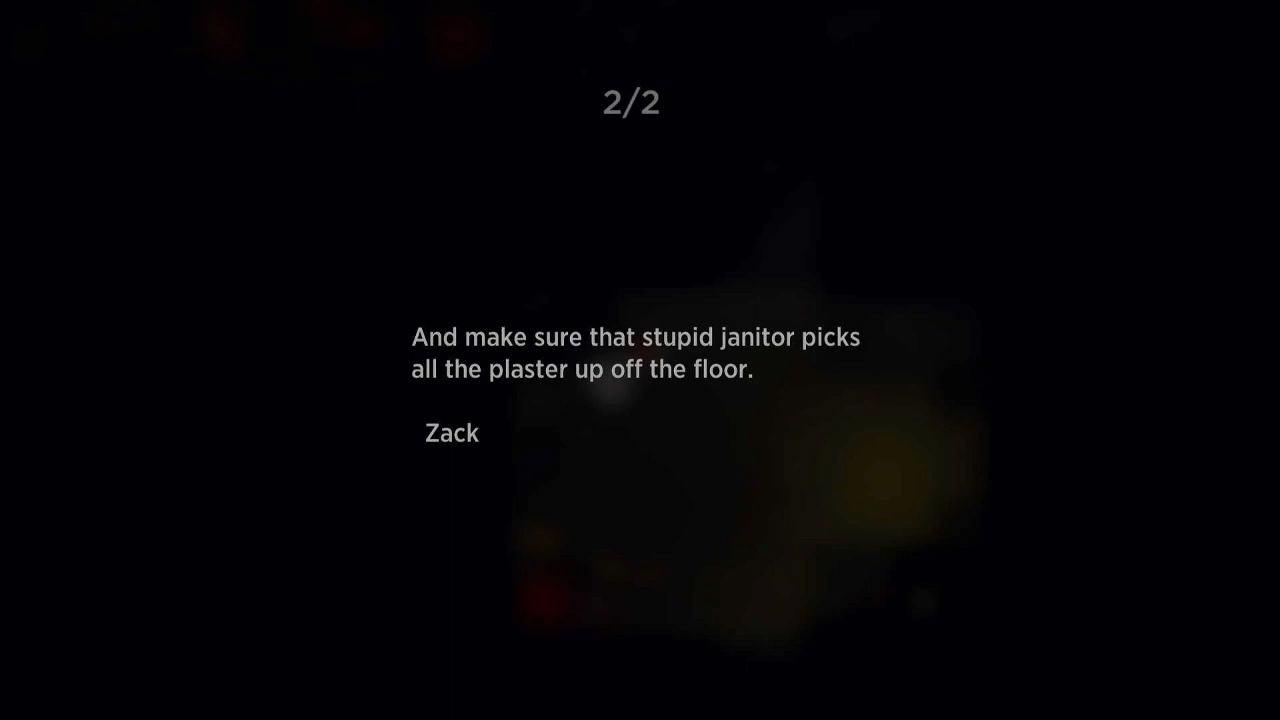 2/2
And make sure that stupid janitor picks
all the plaster up off the floor.
Zack